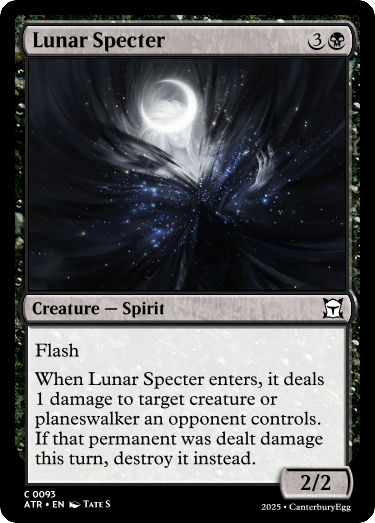 Lunar Specter 3
Creature — Spirit
Flash
When Lunar Specter enters, it deals
1 damage to target creature or
planeswalker an opponent controls.
If that permanent was dealt damage
this turn, destroy it instead.
2/2
C 0093
ATR • EN TATE S
2025 • CanterburyEgg